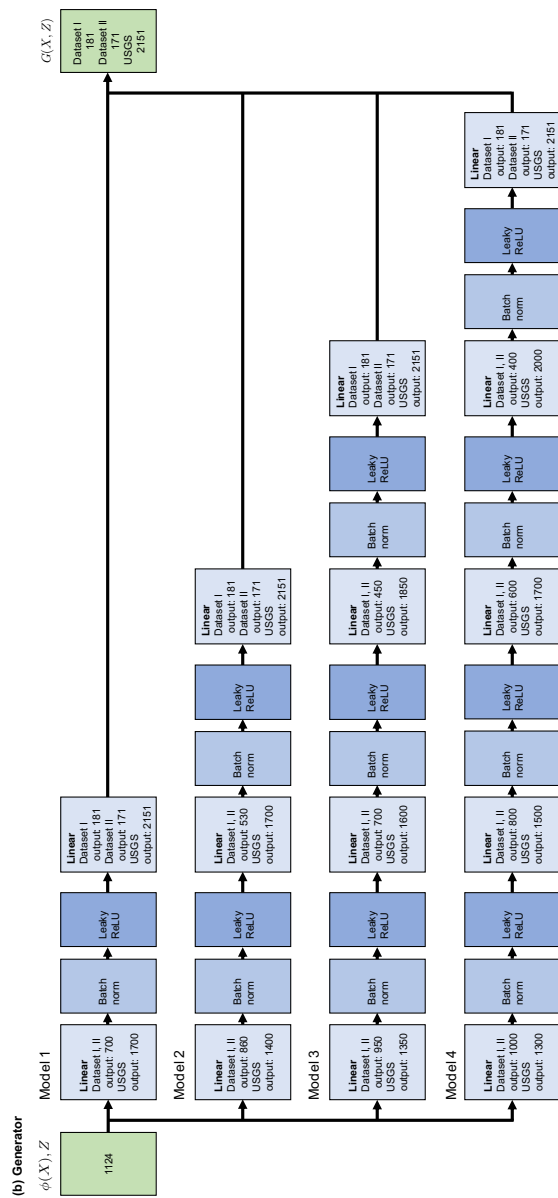 (b) Generator
ϕ(X), Z
1124
G(X, Z)
Dataset I
181
Dataset II
171
USGS
2151
Model 1
Linear
Dataset I, II
output: 700
USGS
output: 1700
Batch
norm
Leaky
ReLU
Linear
Dataset I
output: 181
Dataset II
output: 171
USGS
output: 2151
Model 2
Linear
Dataset I, II
output: 860
USGS
output: 1400
Batch
norm
Leaky
ReLU
Linear
Dataset I, II
output: 530
USGS
output: 1700
Batch
norm
Leaky
ReLU
Linear
Dataset I
output: 181
Dataset II
output: 171
USGS
output: 2151
Model 3
Linear
Dataset I, II
output: 950
USGS
output: 1350
Batch
norm
Leaky
ReLU
Linear
Dataset I, II
output: 700
USGS
output: 1600
Batch
norm
Leaky
ReLU
Linear
Dataset I, II
output: 450
USGS
output: 1850
Batch
norm
Leaky
ReLU
Linear
Dataset I
output: 181
Dataset II
output: 171
USGS
output: 2151
Model 4
Linear
Dataset I, II
output: 1000
USGS
output: 1300
Batch
norm
Leaky
ReLU
Linear
Dataset I, II
output: 800
USGS
output: 1500
Batch
norm
Leaky
ReLU
Linear
Dataset I, II
output: 600
USGS
output: 1700
Batch
norm
Leaky
ReLU
Linear
Dataset I, II
output: 400
USGS
output: 2000
Batch
norm
Leaky
ReLU
Linear
Dataset I
output: 181
Dataset II
output: 171
USGS
output: 2151